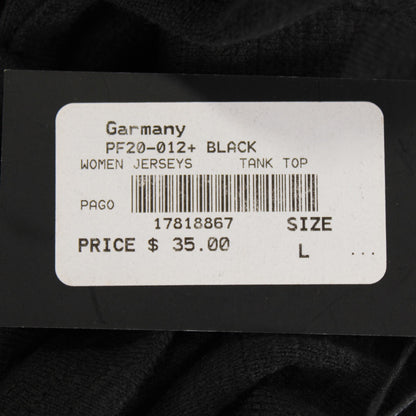 Garmany
PF20-012+ BLACK
WOMEN JERSEYS TANK TOP
PAGO
17818867 SIZE
PRICE $ 35.00 L ...